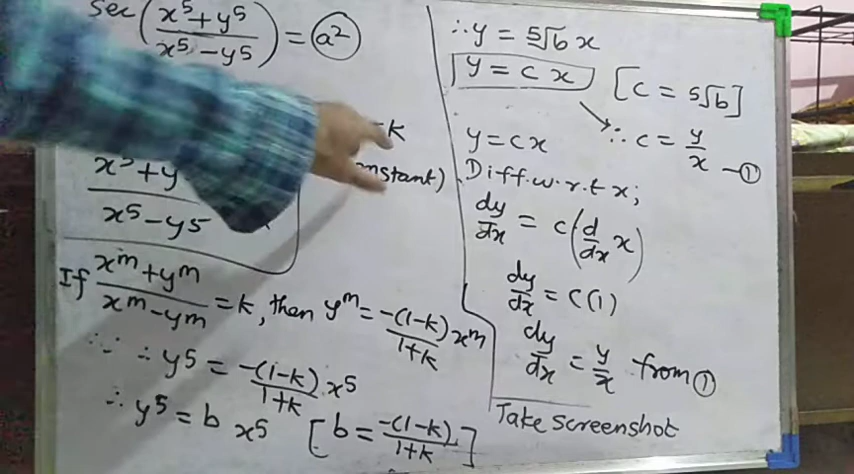 sec(x⁵+y⁵/x⁵-y⁵) = a²
-k
x⁵+y
x⁵-y⁵
nstant)
If xᵐ+yᵐ/xᵐ-yᵐ = k, then yᵐ = -(1-k)/1+k xᵐ
∴ y⁵ = -(1-k)/1+k x⁵
∴ y⁵ = b x⁵ [b = -(1-k)/1+k]
∴ y = ⁵√b x
y = c x [c = ⁵√b]
∴ c = y/x —①
y = cx
Diff. w.r.t x;
dy/dx = c(d/dx x)
dy/dx = c(1)
dy/dx = y/x from ①
Take screenshot